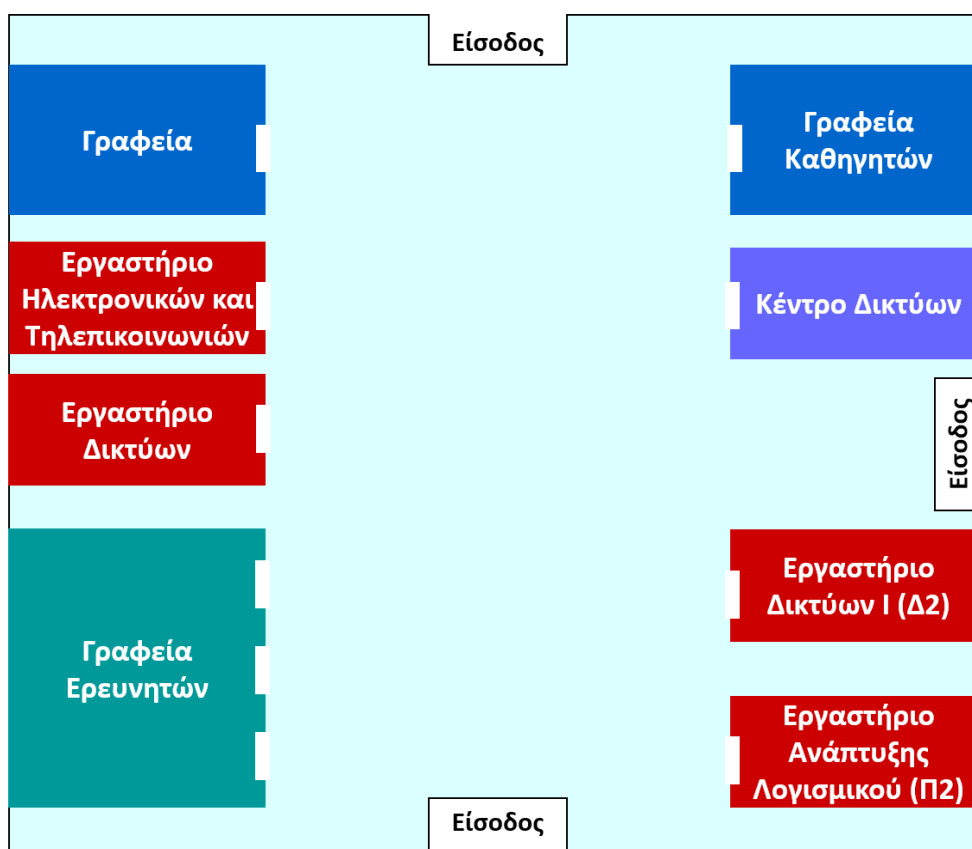 Είσοδος
Γραφεία
Γραφεία
Καθηγητών
Εργαστήριο
Ηλεκτρονικών και
Τηλεπικοινωνιών
Κέντρο Δικτύων
Εργαστήριο
Δικτύων
Είσοδος
Γραφεία
Ερευνητών
Εργαστήριο
Δικτύων Ι (Δ2)
Εργαστήριο
Ανάπτυξης
Λογισμικού (Π2)
Είσοδος